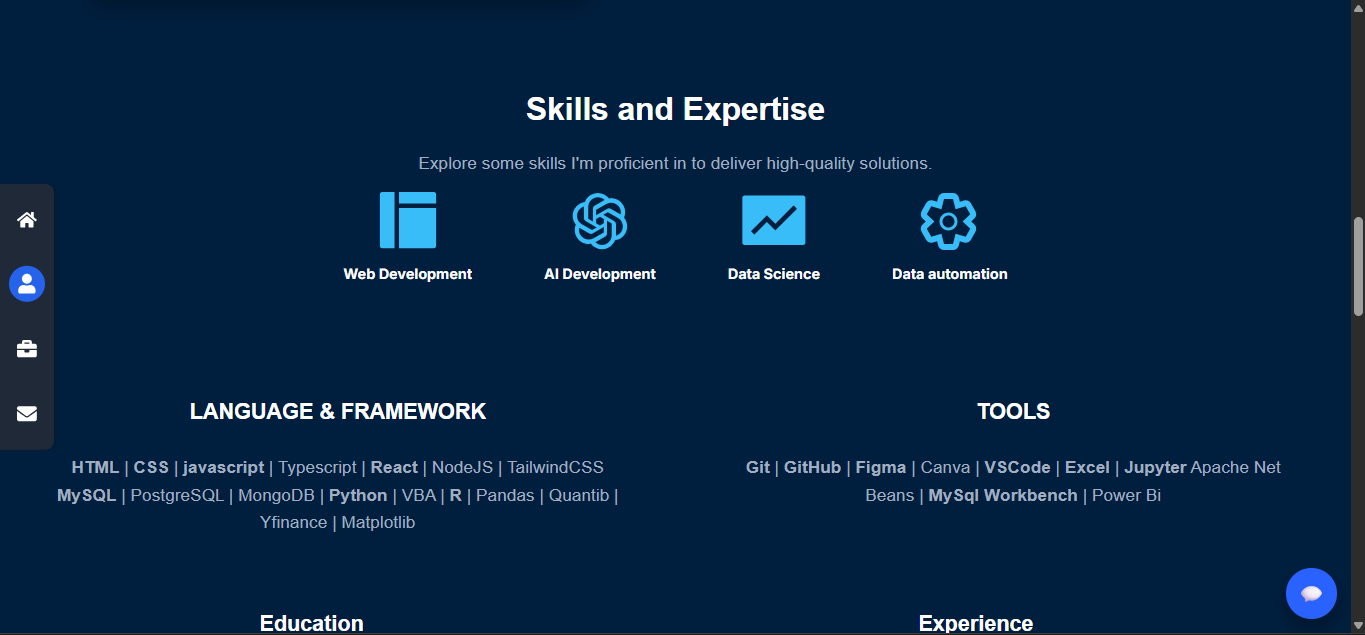 Skills and Expertise
Explore some skills I'm proficient in to deliver high-quality solutions.
Web Development
AI Development
Data Science
Data automation
LANGUAGE & FRAMEWORK
HTML | CSS | javascript | Typescript | React | NodeJS | TailwindCSS
MySQL | PostgreSQL | MongoDB | Python | VBA | R | Pandas | Quantib |
Yfinance | Matplotlib
TOOLS
Git | GitHub | Figma | Canva | VSCode | Excel | Jupyter Apache Net
Beans | MySql Workbench | Power Bi
Education
Experience